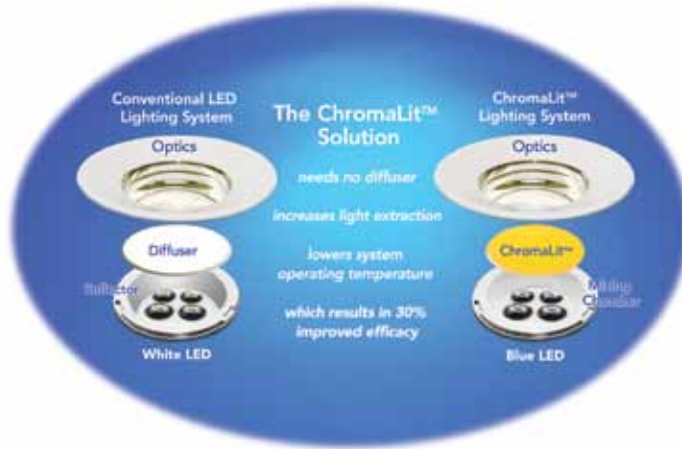 Conventional LED
Lighting System
Optics
Diffuser
Reflector
White LED
The ChromaLit™
Solution
needs no diffuser
increases light extraction
lowers system
operating temperature
which results in 30%
improved efficacy
ChromaLit™
Lighting System
Optics
ChromaLit™
Mixing
Chamber
Blue LED